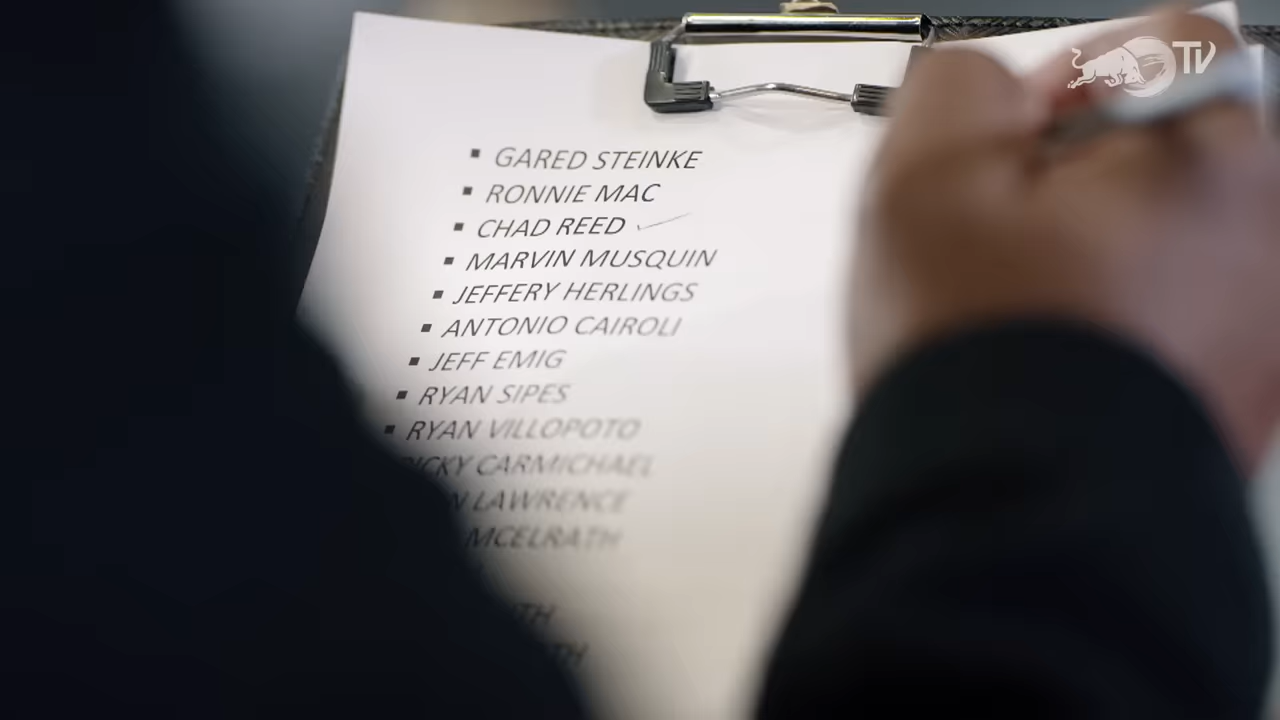 TV
GARED STEINKE
RONNIE MAC
CHAD REED
MARVIN MUSQUIN
JEFFERY HERLINGS
ANTONIO CAIROLI
JEFF EMIG
RYAN SIPES
RYAN VILLOPOTO
CARMICHAEL
LAWRENCE
MCELRATH